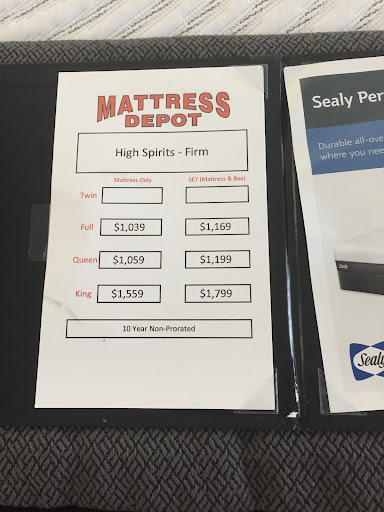 MATTRESS
DEPOT
High Spirits - Firm
Mattress Only SET (Mattress & Box)
Twin
Full $1,039 $1,169
Queen $1,059 $1,199
King $1,559 $1,799
10 Year Non-Prorated
Sealy Per
Durable all-ove
where you nee
Sealy
Sealy